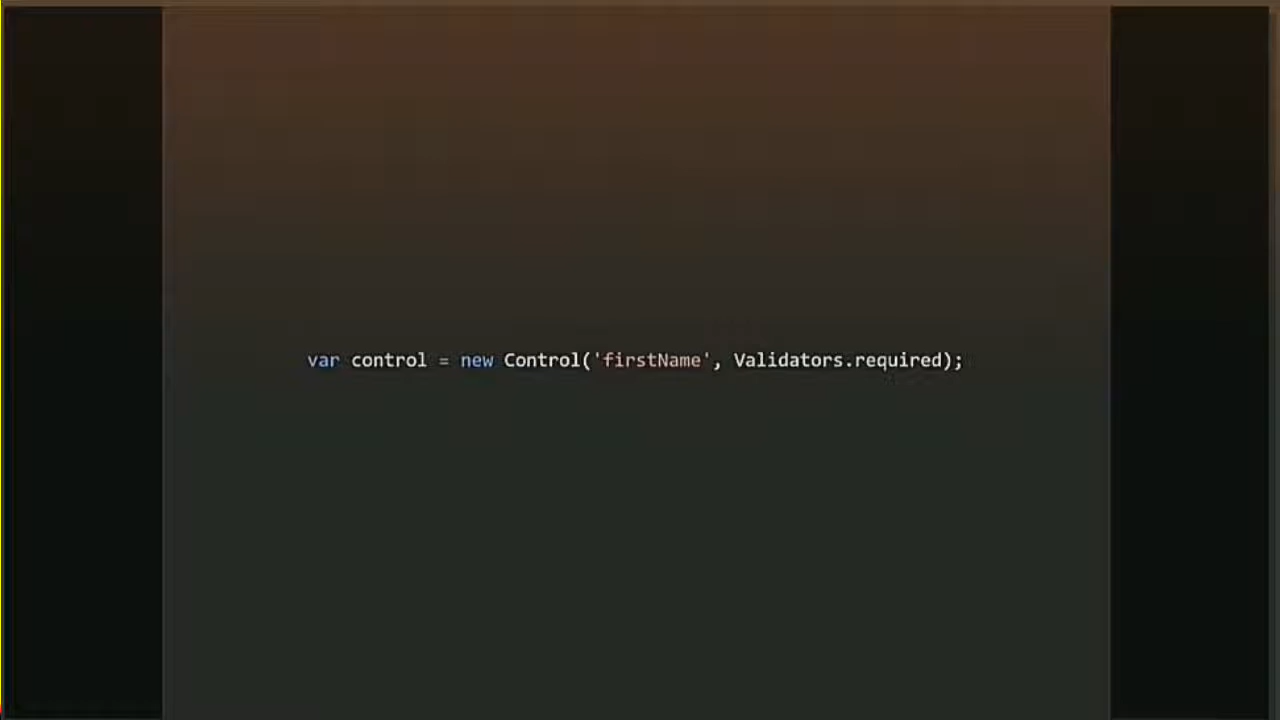 var control = new Control('firstName', Validators.required);